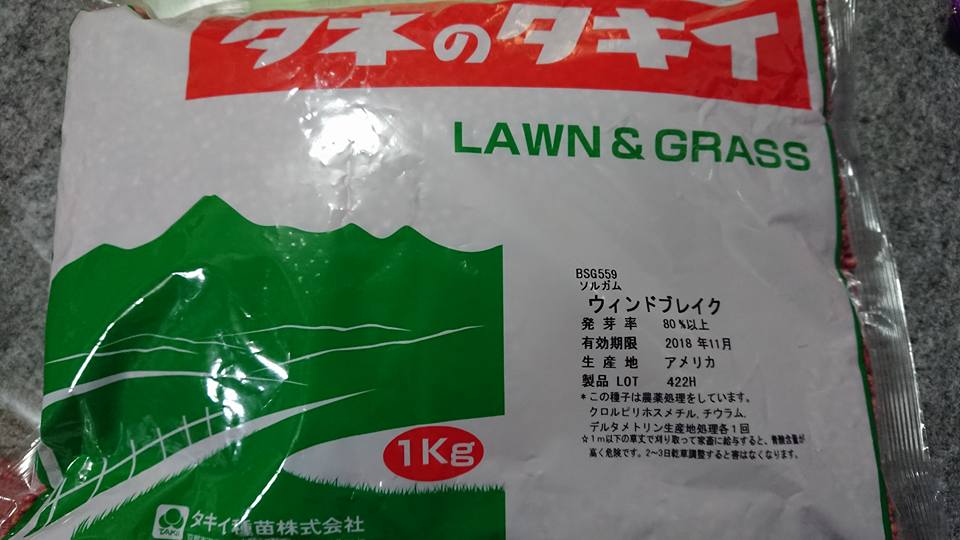 タネのタキイ
LAWN & GRASS
BSG559
ソルガム
ウィンドブレイク
発芽率 80%以上
有効期限 2018年11月
生産地 アメリカ
製品 LOT 422H
*この種子は農薬処理をしています。
クロルピリホスメチル, チウラム,
デルタメトリン生産地処理各1回
☆1m以下の草丈で刈り取って家畜に給与すると、青酸含量が
高く危険です。2〜3日乾草調整すると害はなくなります。
1Kg
タキイ種苗株式会社